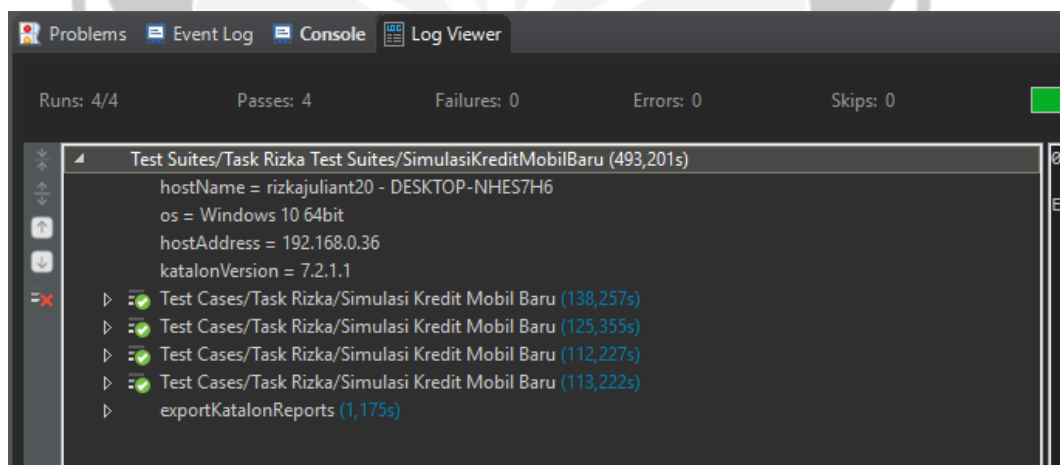 Problems Event Log Console Log Viewer
Runs: 4/4 Passes: 4 Failures: 0 Errors: 0 Skips: 0
Test Suites/Task Rizka Test Suites/SimulasiKreditMobilBaru (493,201s)
hostName = rizkajuliant20 - DESKTOP-NHES7H6
os = Windows 10 64bit
hostAddress = 192.168.0.36
katalonVersion = 7.2.1.1
Test Cases/Task Rizka/Simulasi Kredit Mobil Baru (138,257s)
Test Cases/Task Rizka/Simulasi Kredit Mobil Baru (125,355s)
Test Cases/Task Rizka/Simulasi Kredit Mobil Baru (112,227s)
Test Cases/Task Rizka/Simulasi Kredit Mobil Baru (113,222s)
exportKatalonReports (1,175s)